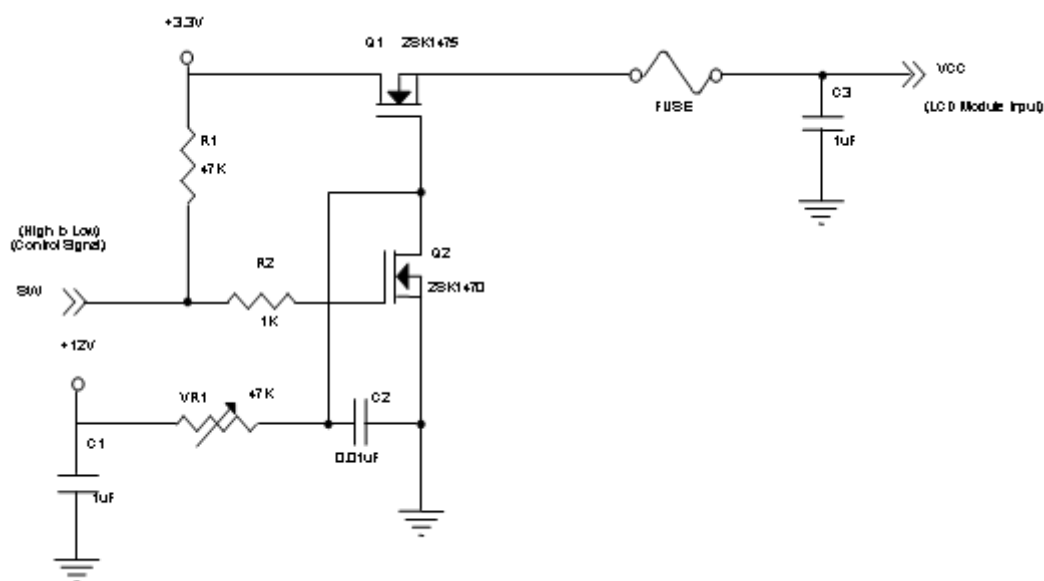 +3.3V
Q1 2SK1475
VCC
FUSE
C3
(LCD Module Input)
R1
1uF
47K
(High b Low)
(Control Signal)
Q2
R2
2SK1470
SW
1K
+12V
VR1
47K
C2
C1
0.01uF
1uF